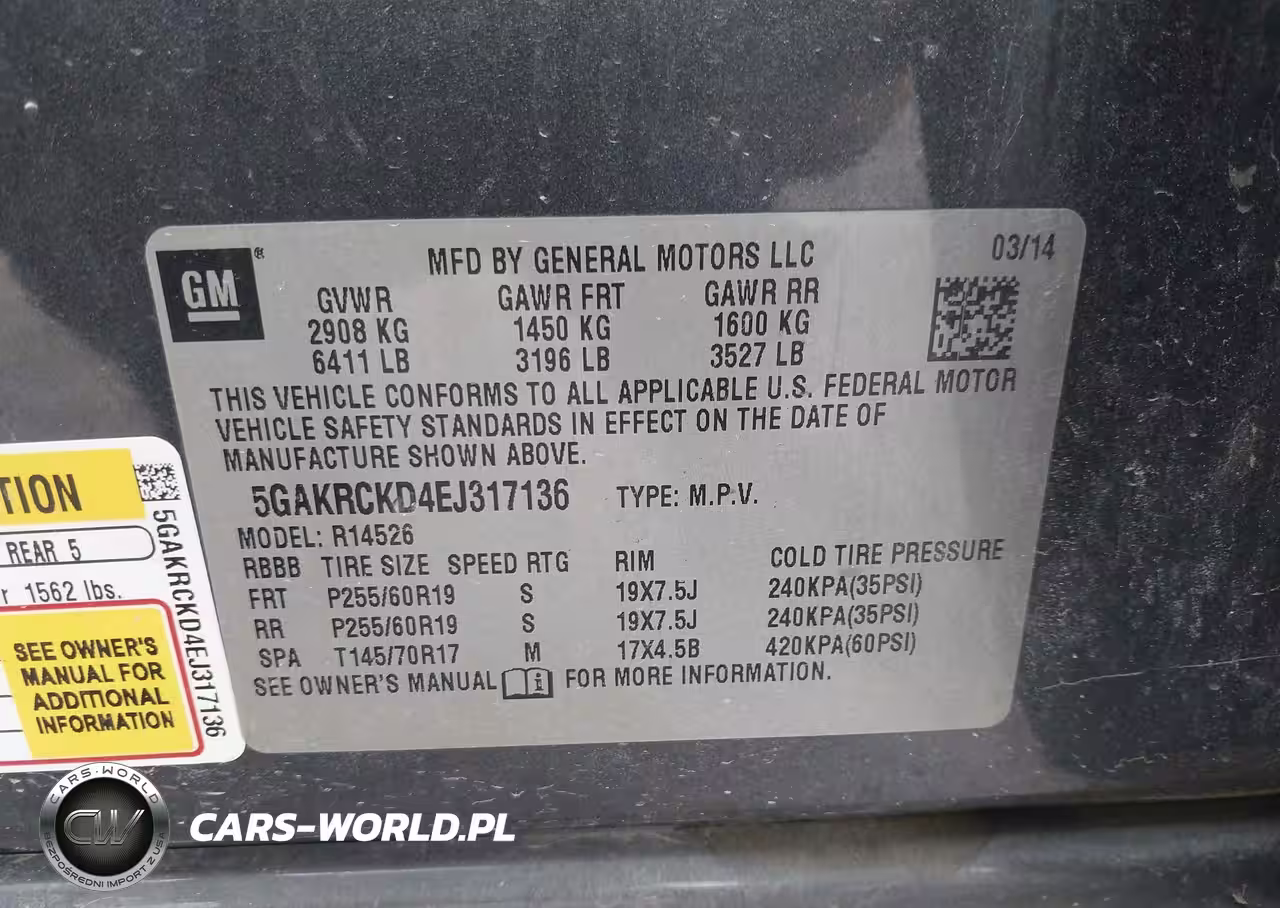 GM®
MFD BY GENERAL MOTORS LLC
03/14
GVWR GAWR FRT GAWR RR
2908 KG 1450 KG 1600 KG
6411 LB 3196 LB 3527 LB
THIS VEHICLE CONFORMS TO ALL APPLICABLE U.S. FEDERAL MOTOR
VEHICLE SAFETY STANDARDS IN EFFECT ON THE DATE OF
MANUFACTURE SHOWN ABOVE.
5GAKRCKD4EJ317136 TYPE: M.P.V.
MODEL: R14526
RBBB TIRE SIZE SPEED RTG RIM COLD TIRE PRESSURE
FRT P255/60R19 S 19X7.5J 240KPA(35PSI)
RR P255/60R19 S 19X7.5J 240KPA(35PSI)
SPA T145/70R17 M 17X4.5B 420KPA(60PSI)
SEE OWNER'S MANUAL i FOR MORE INFORMATION.
TION
REAR 5
r 1562 lbs.
SEE OWNER'S
MANUAL FOR
ADDITIONAL
INFORMATION
5GAKRCKD4EJ317136
CARS-WORLD
CW
BEZPOŚREDNI IMPORT Z USA
CARS-WORLD.PL